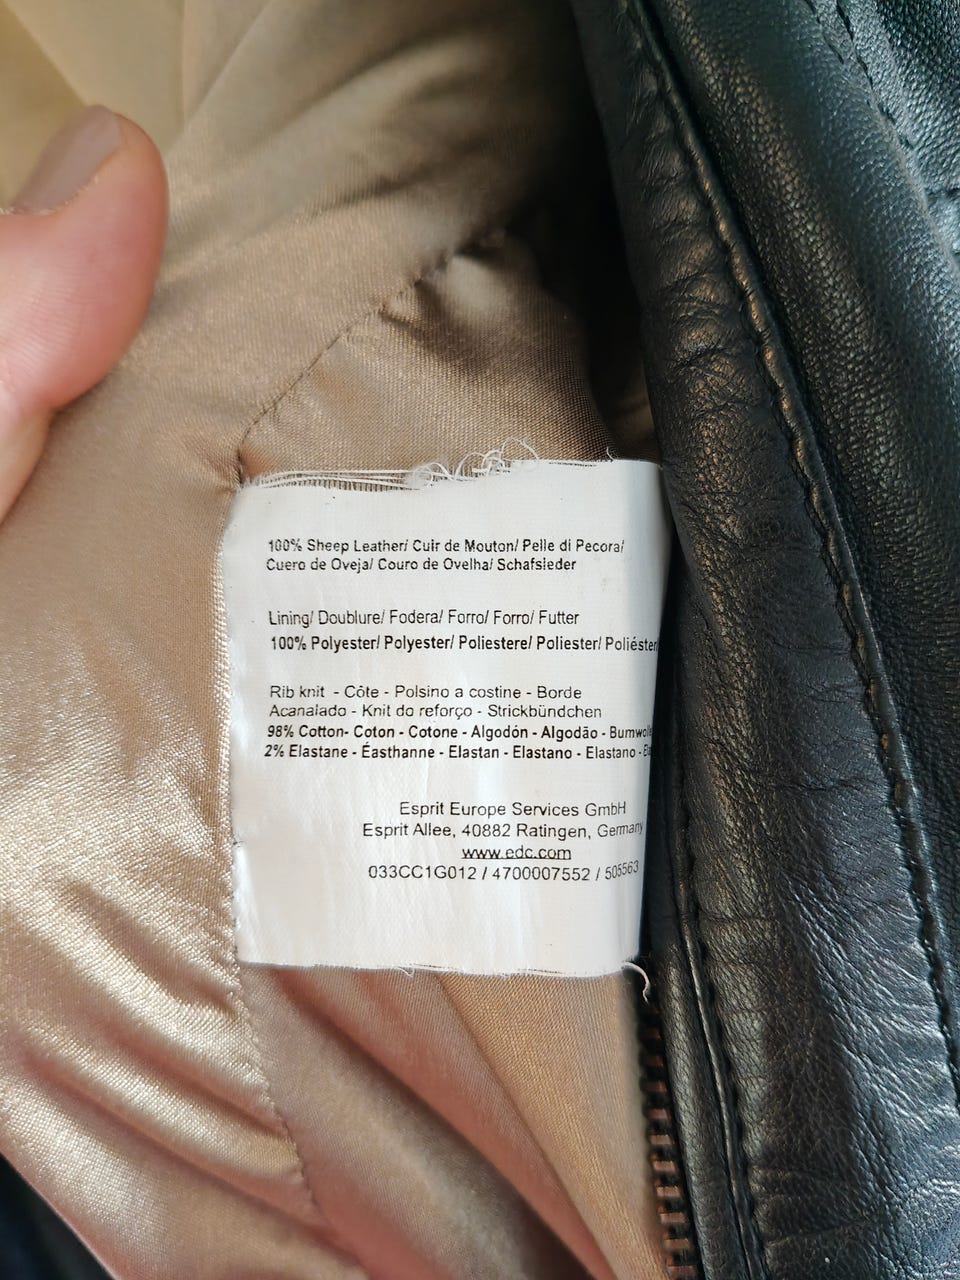 100% Sheep Leather/ Cuir de Mouton/ Pelle di Pecora/
Cuero de Oveja/ Couro de Ovelha/ Schafsleder
Lining/ Doublure/ Fodera/ Forro/ Forro/ Futter
100% Polyester/ Polyester/ Poliestere/ Poliester/ Poliéster
Rib knit - Côte - Polsino a costine - Borde
Acanalado - Knit do reforço - Strickbündchen
98% Cotton- Coton - Cotone - Algodón - Algodão -
2% Elastane - Éasthanne - Elastan - Elastano - Elastano -
Esprit Europe Services GmbH
Esprit Allee, 40882 Ratingen, Germany
www.edc.com
033CC1G012 / 4700007552 / 505563